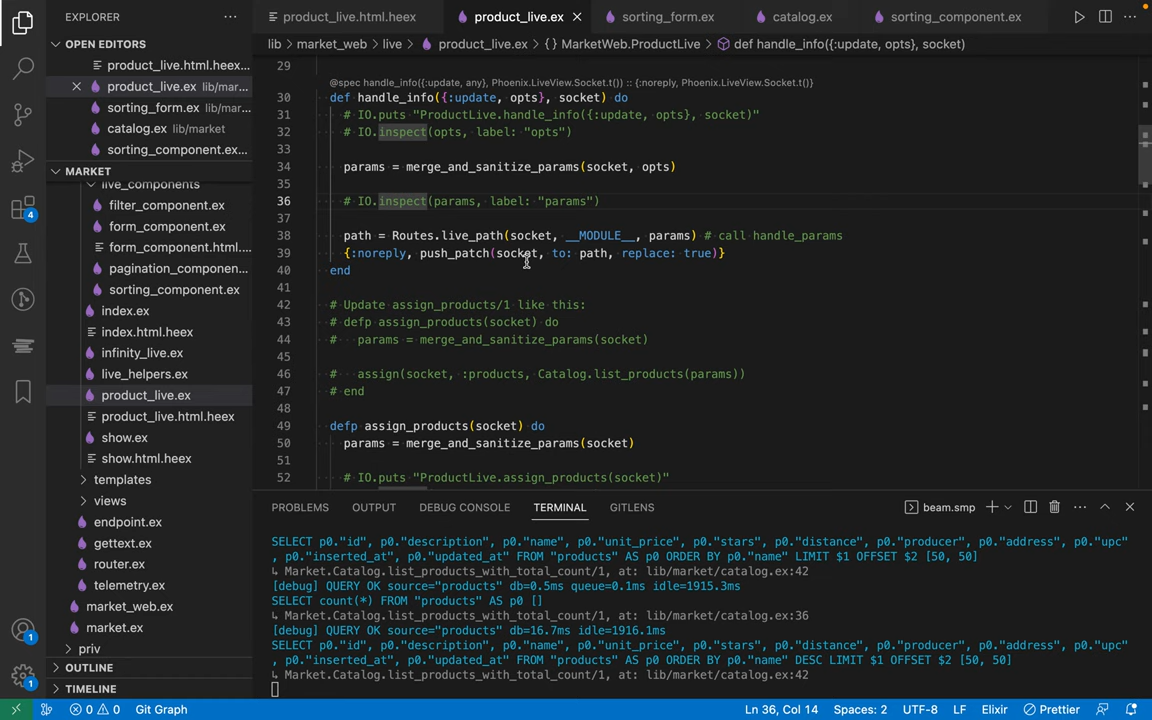 EXPLORER
OPEN EDITORS
product_live.html.heex...
product_live.ex lib/mar...
sorting_form.ex lib/mar...
catalog.ex lib/market
sorting_component.ex...
MARKET
live_components
filter_component.ex
form_component.ex
form_component.html....
pagination_component...
sorting_component.ex
index.ex
index.html.heex
infinity_live.ex
live_helpers.ex
product_live.ex
product_live.html.heex
show.ex
show.html.heex
templates
views
endpoint.ex
gettext.ex
router.ex
telemetry.ex
market_web.ex
market.ex
priv
OUTLINE
TIMELINE
4
1
1
product_live.html.heex product_live.ex sorting_form.ex catalog.ex sorting_component.ex
lib > market_web > live > product_live.ex > {} MarketWeb.ProductLive > def handle_info({:update, opts}, socket)
29
@spec handle_info({:update, any}, Phoenix.LiveView.Socket.t()) :: {:noreply, Phoenix.LiveView.Socket.t()}
30 def handle_info({:update, opts}, socket) do
31 # IO.puts "ProductLive.handle_info({:update, opts}, socket)"
32 # IO.inspect(opts, label: "opts")
33
34 params = merge_and_sanitize_params(socket, opts)
35
36 # IO.inspect(params, label: "params")
37
38 path = Routes.live_path(socket, __MODULE__, params) # call handle_params
39 {:noreply, push_patch(socket, to: path, replace: true)}
40 end
41
42 # Update assign_products/1 like this:
43 # defp assign_products(socket) do
44 #   params = merge_and_sanitize_params(socket)
45
46 #   assign(socket, :products, Catalog.list_products(params))
47 # end
48
49 defp assign_products(socket) do
50 params = merge_and_sanitize_params(socket)
51
52 # IO.puts "ProductLive.assign_products(socket)"
PROBLEMS OUTPUT DEBUG CONSOLE TERMINAL GITLENS beam.smp
SELECT p0."id", p0."description", p0."name", p0."unit_price", p0."stars", p0."distance", p0."producer", p0."address", p0."upc"
, p0."inserted_at", p0."updated_at" FROM "products" AS p0 ORDER BY p0."name" LIMIT $1 OFFSET $2 [50, 50]
↳ Market.Catalog.list_products_with_total_count/1, at: lib/market/catalog.ex:42
[debug] QUERY OK source="products" db=0.5ms queue=0.1ms idle=1915.3ms
SELECT count(*) FROM "products" AS p0 []
↳ Market.Catalog.list_products_with_total_count/1, at: lib/market/catalog.ex:36
[debug] QUERY OK source="products" db=16.7ms idle=1916.1ms
SELECT p0."id", p0."description", p0."name", p0."unit_price", p0."stars", p0."distance", p0."producer", p0."address", p0."upc"
, p0."inserted_at", p0."updated_at" FROM "products" AS p0 ORDER BY p0."name" DESC LIMIT $1 OFFSET $2 [50, 50]
↳ Market.Catalog.list_products_with_total_count/1, at: lib/market/catalog.ex:42
0 0 Git Graph Ln 36, Col 14 Spaces: 2 UTF-8 LF Elixir Prettier